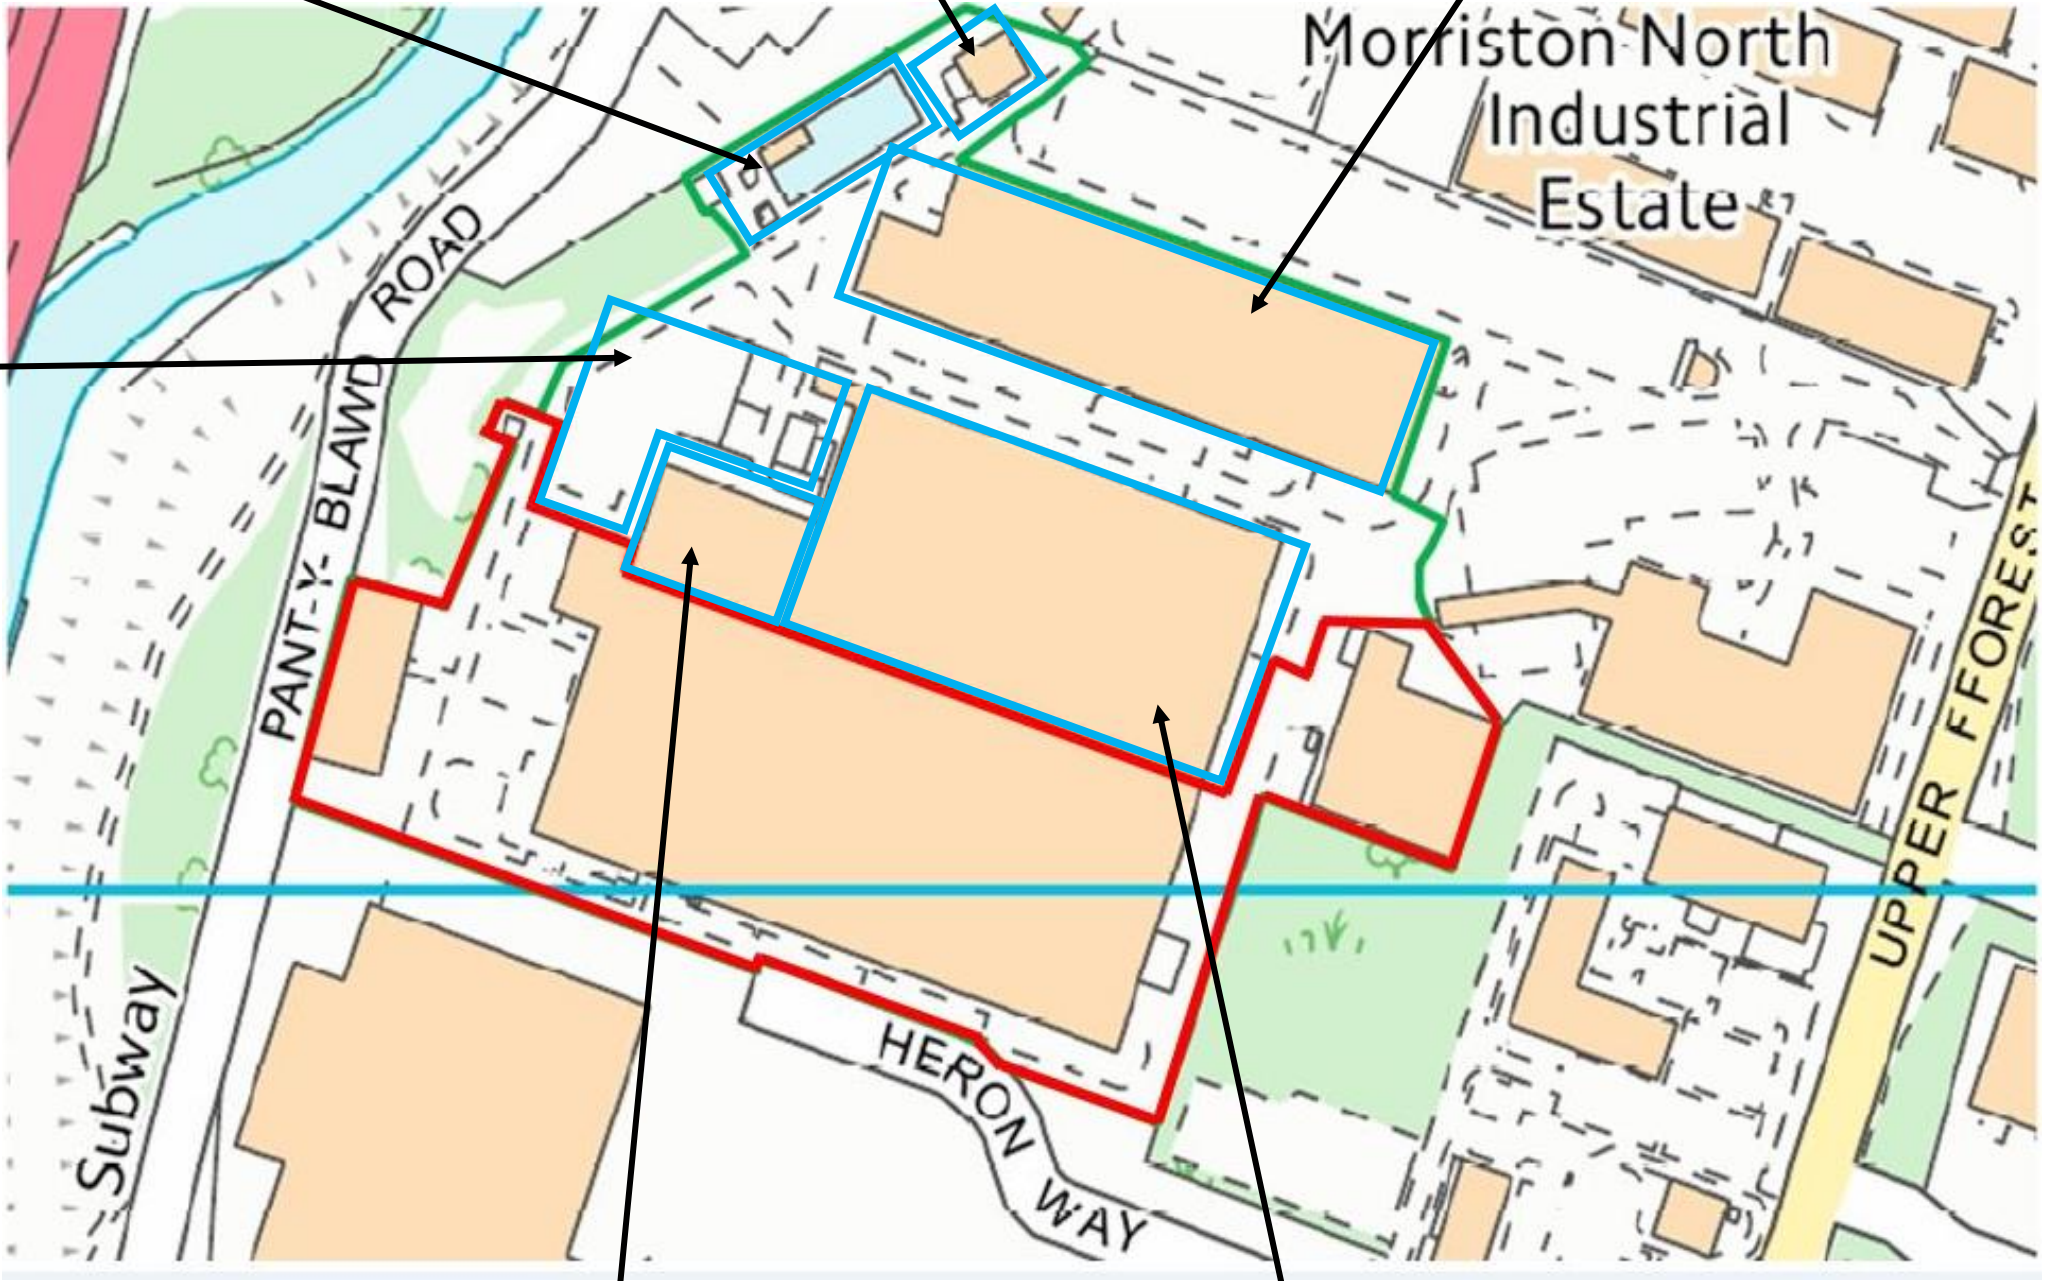 Morriston North
Industrial
Estate
ROAD
PANT-Y-BLAWD
UPPER FFOREST
Subway
HERON
WAY